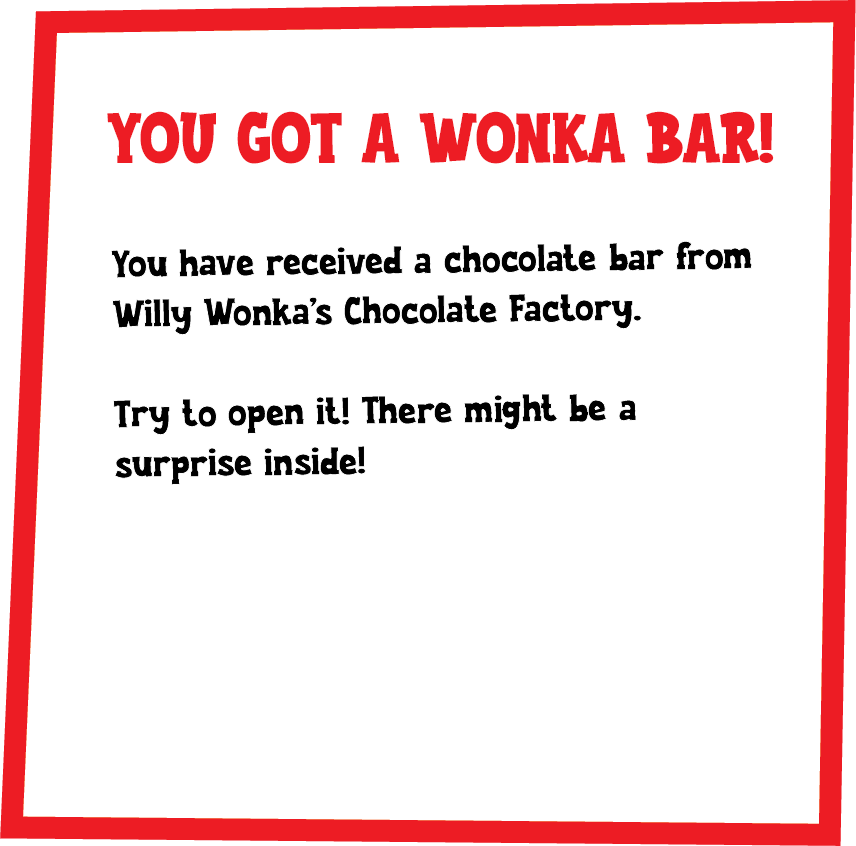 YOU GOT A WONKA BAR!
You have received a chocolate bar from
Willy Wonka’s Chocolate Factory.
Try to open it! There might be a
surprise inside!